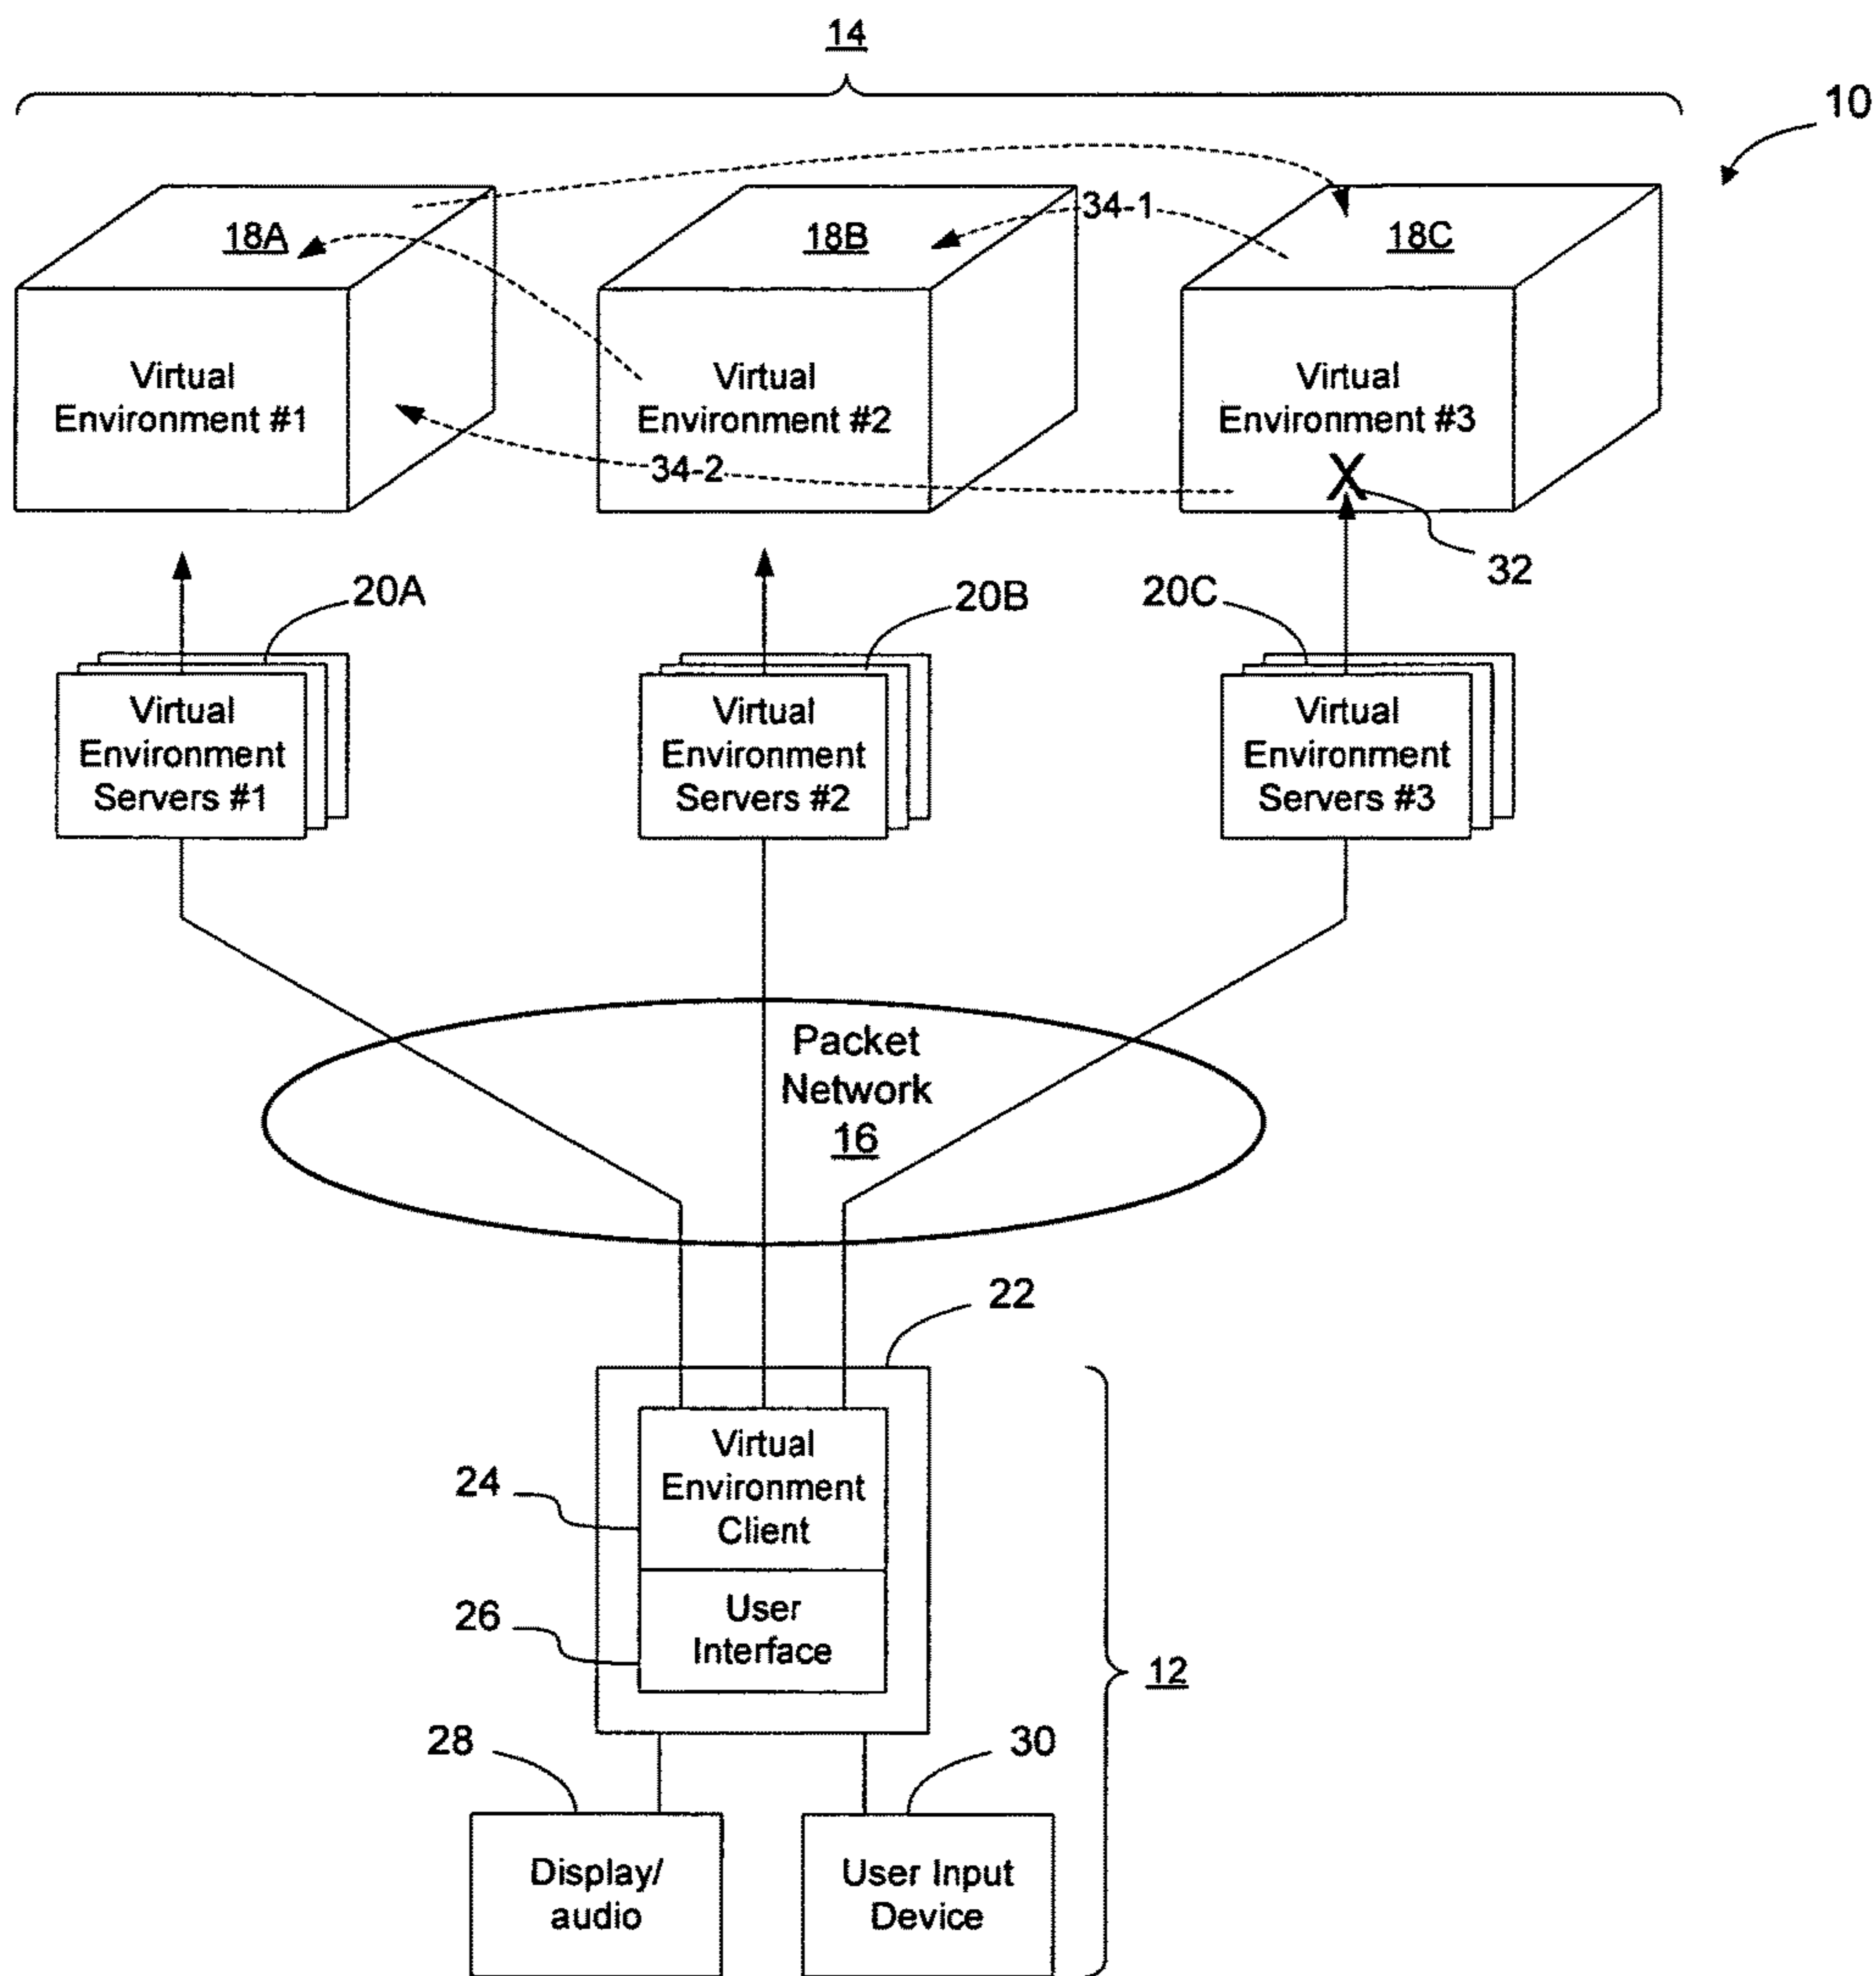 14
10
18A
18B
34-1
18C
Virtual
Environment #1
Virtual
Environment #2
Virtual
Environment #3
34-2
X
32
20A
20B
20C
Virtual
Environment
Servers #1
Virtual
Environment
Servers #2
Virtual
Environment
Servers #3
Packet
Network
16
22
Virtual
Environment
Client
24
User
Interface
26
12
28
30
Display/
audio
User Input
Device